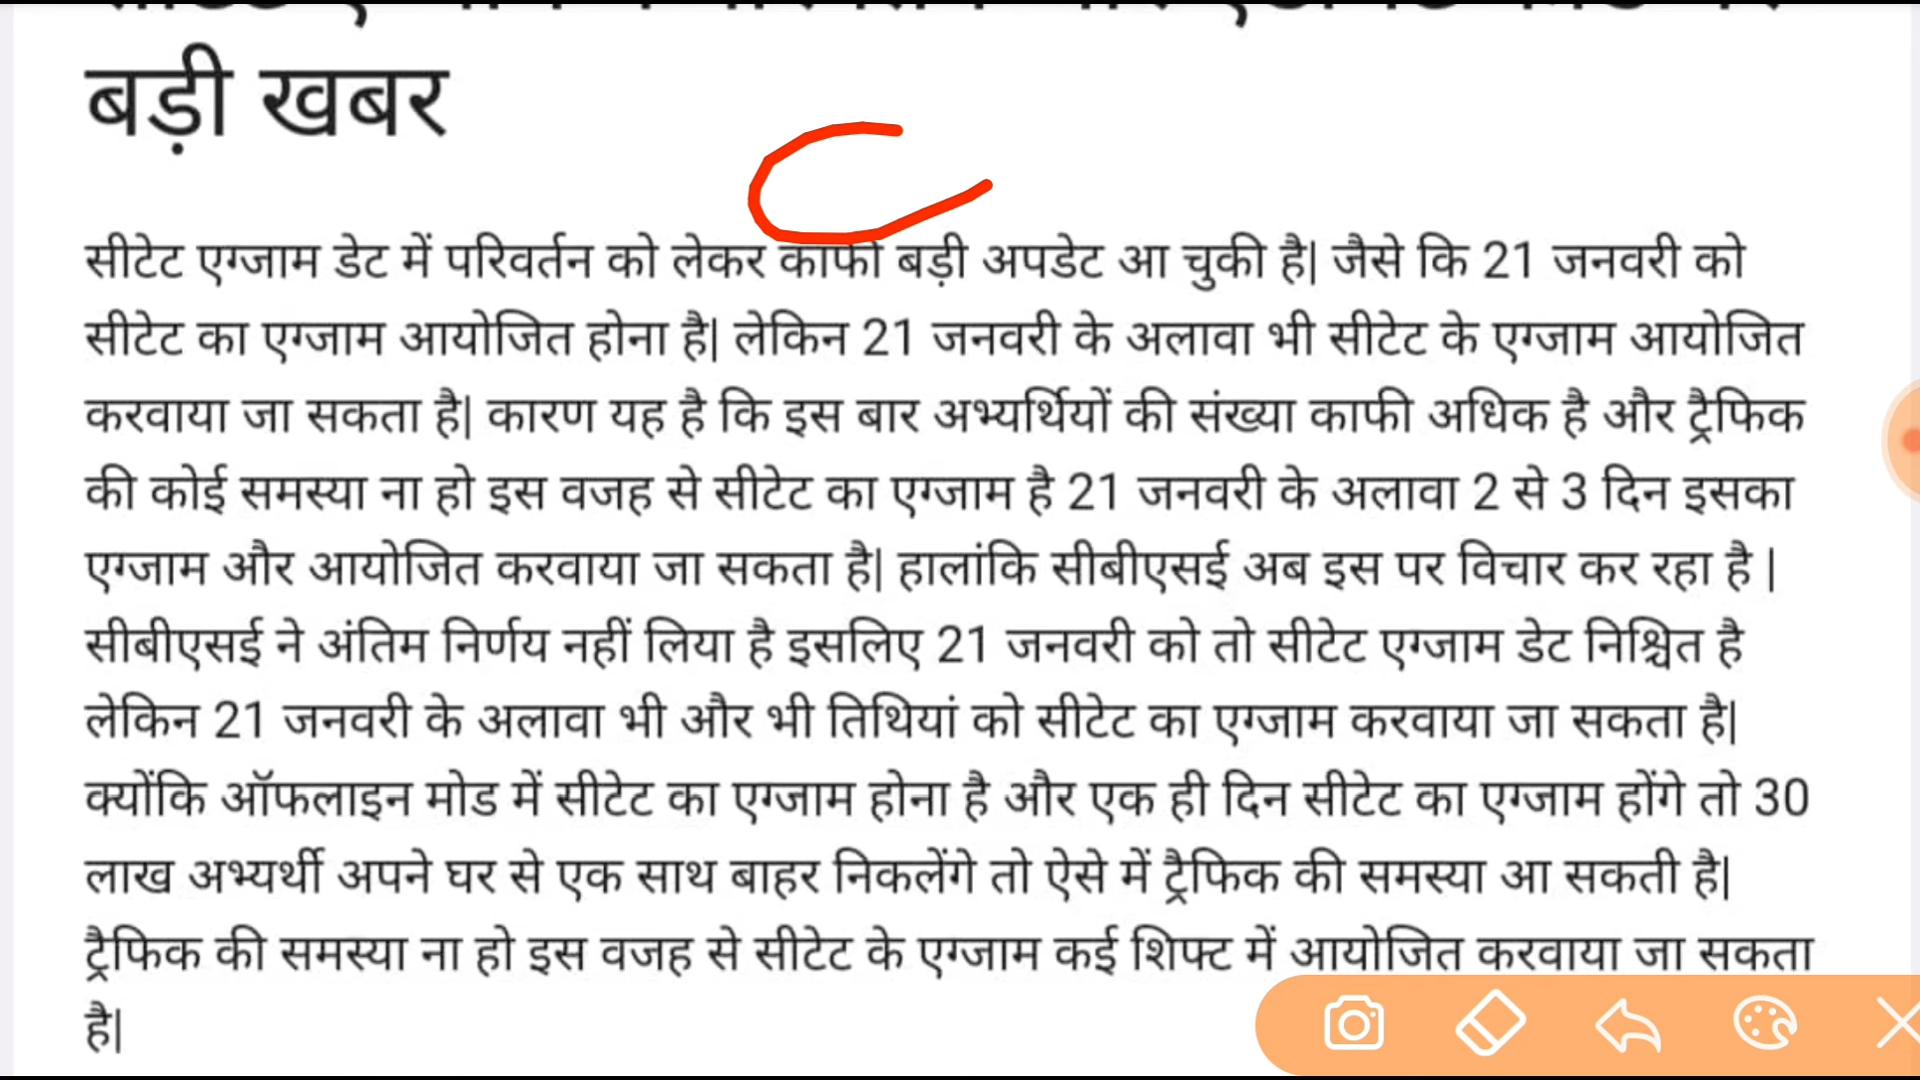 बड़ी खबर
सीटेट एग्जाम डेट में परिवर्तन को लेकर काफी बड़ी अपडेट आ चुकी है| जैसे कि 21 जनवरी को
सीटेट का एग्जाम आयोजित होना है| लेकिन 21 जनवरी के अलावा भी सीटेट के एग्जाम आयोजित
करवाया जा सकता है| कारण यह है कि इस बार अभ्यर्थियों की संख्या काफी अधिक है और ट्रैफिक
की कोई समस्या ना हो इस वजह से सीटेट का एग्जाम है 21 जनवरी के अलावा 2 से 3 दिन इसका
एग्जाम और आयोजित करवाया जा सकता है| हालांकि सीबीएसई अब इस पर विचार कर रहा है |
सीबीएसई ने अंतिम निर्णय नहीं लिया है इसलिए 21 जनवरी को तो सीटेट एग्जाम डेट निश्चित है
लेकिन 21 जनवरी के अलावा भी और भी तिथियां को सीटेट का एग्जाम करवाया जा सकता है|
क्योंकि ऑफलाइन मोड में सीटेट का एग्जाम होना है और एक ही दिन सीटेट का एग्जाम होंगे तो 30
लाख अभ्यर्थी अपने घर से एक साथ बाहर निकलेंगे तो ऐसे में ट्रैफिक की समस्या आ सकती है|
ट्रैफिक की समस्या ना हो इस वजह से सीटेट के एग्जाम कई शिफ्ट में आयोजित करवाया जा सकता
है|